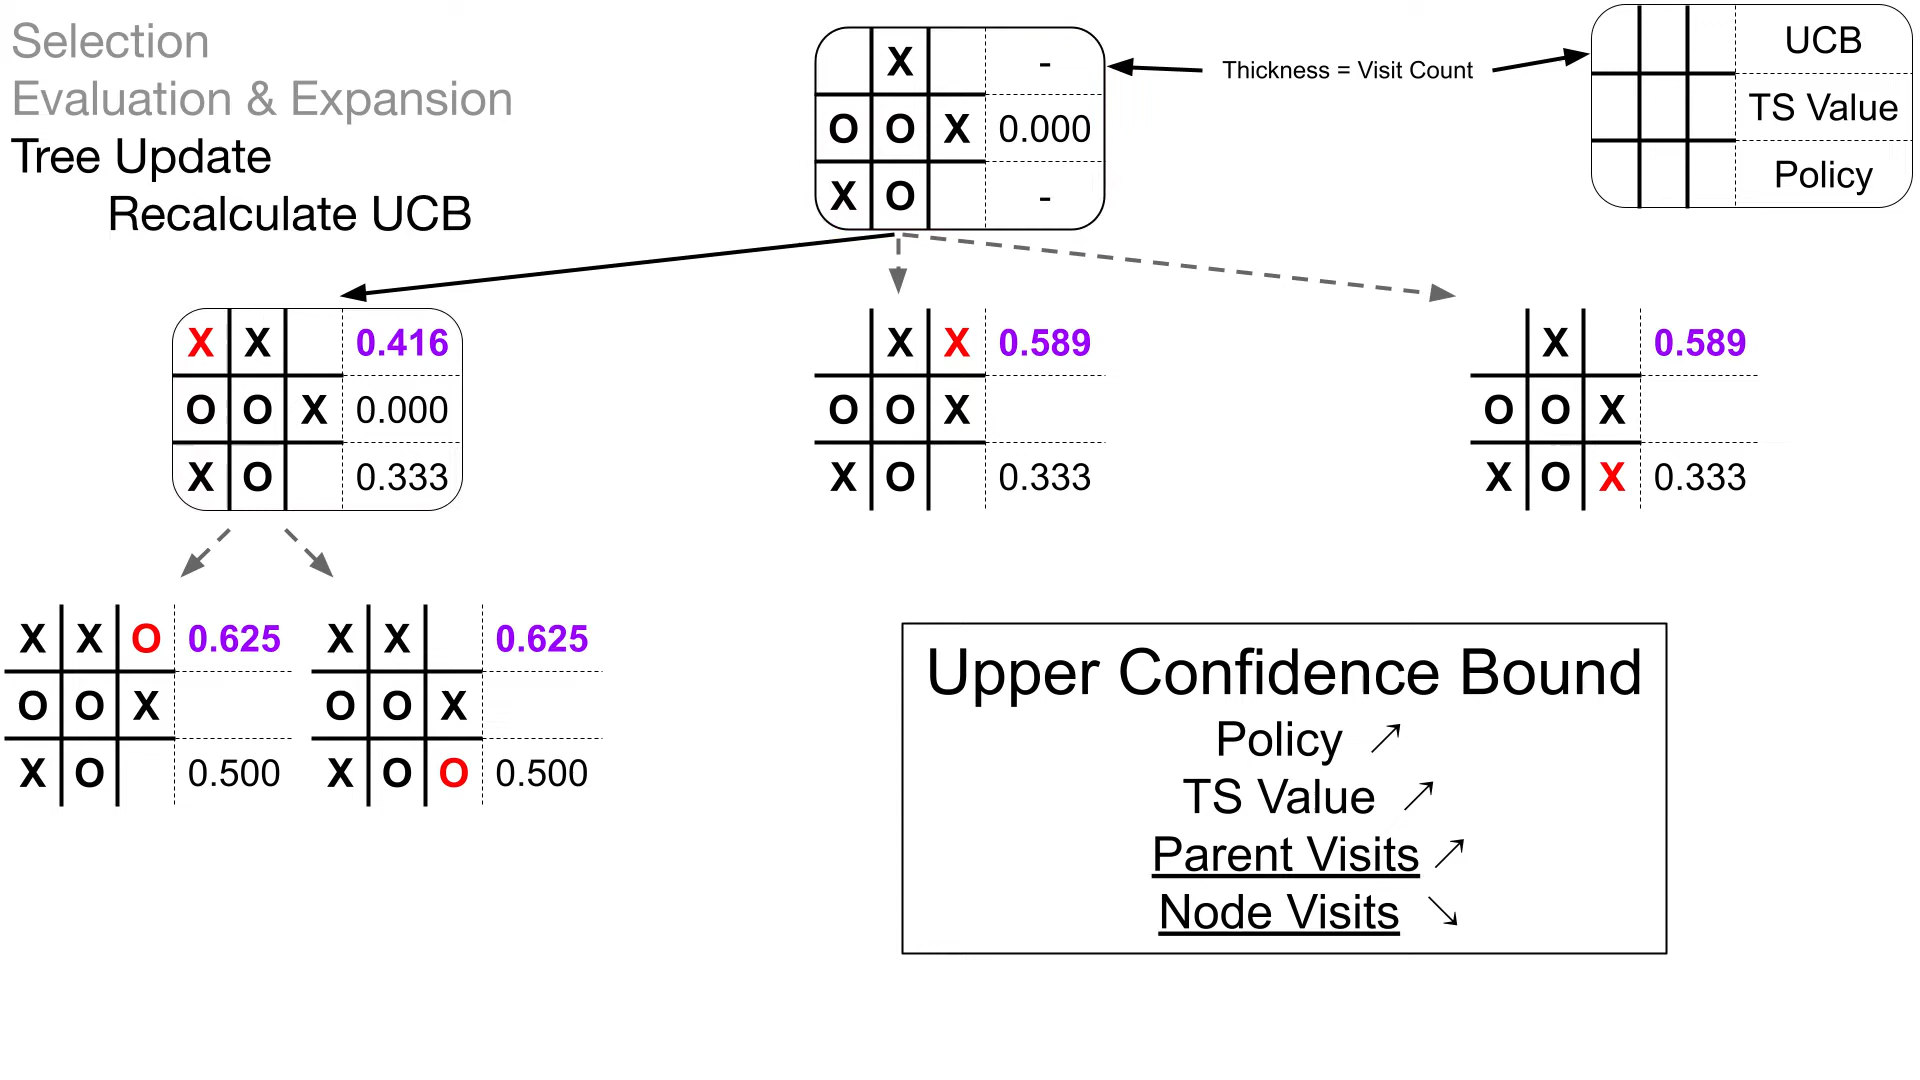 Selection
Evaluation & Expansion
Tree Update
Recalculate UCB
X -
O O X 0.000
X O -
Thickness = Visit Count
UCB
TS Value
Policy
X X 0.416
O O X 0.000
X O 0.333
X X 0.589
O O X
X O 0.333
X 0.589
O O X
X O X 0.333
X X O 0.625
O O X
X O 0.500
X X 0.625
O O X
X O O 0.500
Upper Confidence Bound
Policy ↗
TS Value ↗
Parent Visits ↗
Node Visits ↘